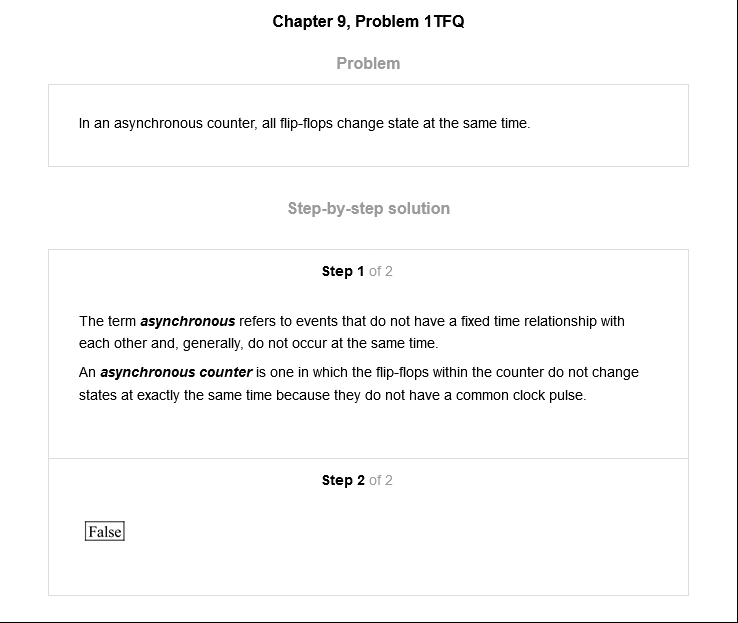 Chapter 9, Problem 1TFQ
Problem
In an asynchronous counter, all flip-flops change state at the same time.
Step-by-step solution
Step 1 of 2
The term asynchronous refers to events that do not have a fixed time relationship with
each other and, generally, do not occur at the same time.
An asynchronous counter is one in which the flip-flops within the counter do not change
states at exactly the same time because they do not have a common clock pulse.
Step 2 of 2
False